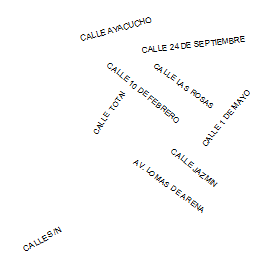 CALLE AYACUCHO
CALLE 24 DE SEPTIEMBRE
CALLE LAS ROSAS
CALLE 10 DE FEBRERO
CALLE TOTAI
CALLE 1 DE MAYO
CALLE JAZMIN
AV. LOMAS DE ARENA
CALLE S/N